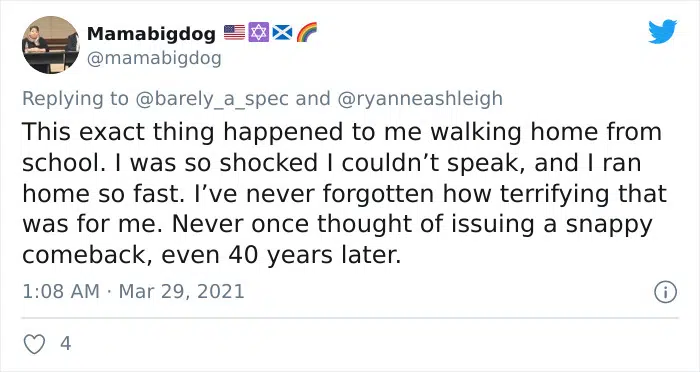 Mamabigdog 🇺🇸✡️🏴󠁧󠁢󠁳󠁣󠁴󠁿🌈
@mamabigdog
Replying to @barely_a_spec and @ryanneashleigh
This exact thing happened to me walking home from
school. I was so shocked I couldn’t speak, and I ran
home so fast. I’ve never forgotten how terrifying that
was for me. Never once thought of issuing a snappy
comeback, even 40 years later.
1:08 AM · Mar 29, 2021
4